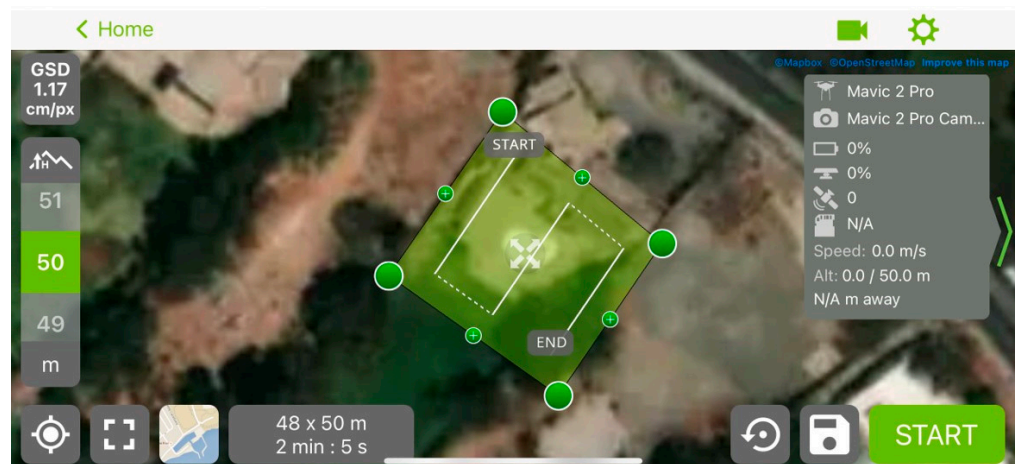 Home
©Mapbox ©OpenStreetMap Improve this map
GSD
1.17
cm/px
H
51
50
49
m
START
END
Mavic 2 Pro
Mavic 2 Pro Cam...
0%
0%
0
N/A
Speed: 0.0 m/s
Alt: 0.0 / 50.0 m
N/A m away
48 x 50 m
2 min : 5 s
START